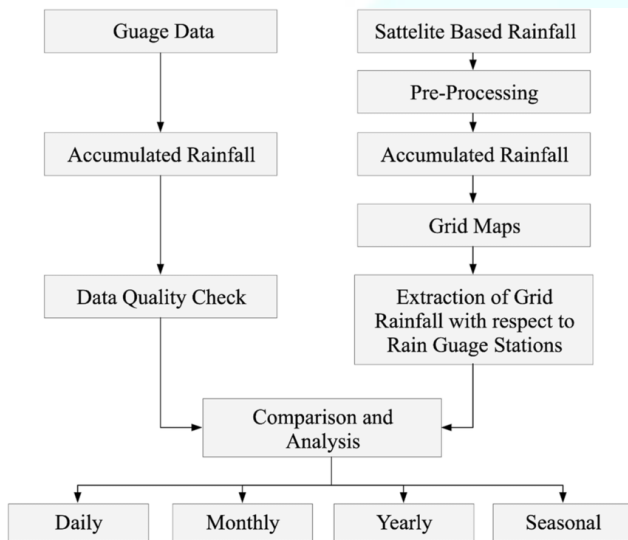 Guage Data
Sattelite Based Rainfall
Pre-Processing
Accumulated Rainfall
Accumulated Rainfall
Grid Maps
Data Quality Check
Extraction of Grid
Rainfall with respect to
Rain Guage Stations
Comparison and
Analysis
Daily
Monthly
Yearly
Seasonal